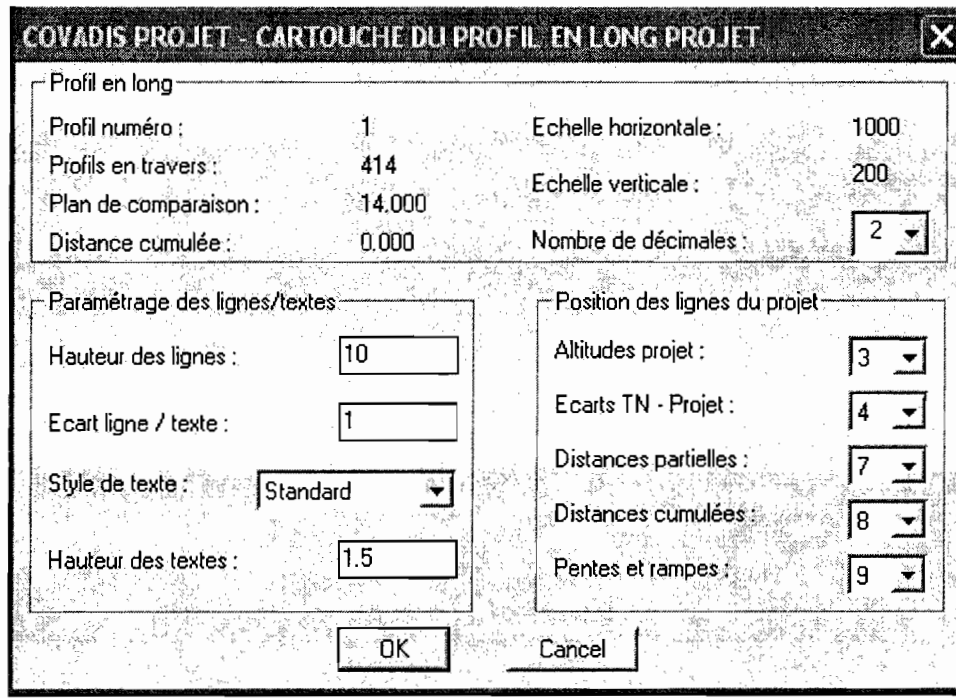 COVADIS PROJET - CARTOUCHE DU PROFIL EN LONG PROJET
Profil en long
Profil numéro : 1
Profils en travers : 414
Plan de comparaison : 14.000
Distance cumulée : 0.000
Echelle horizontale : 1000
Echelle verticale : 200
Nombre de décimales : 2
Paramétrage des lignes/textes
Hauteur des lignes : 10
Ecart ligne / texte : 1
Style de texte : Standard
Hauteur des textes : 1.5
Position des lignes du projet
Altitudes projet : 3
Ecarts TN - Projet : 4
Distances partielles : 7
Distances cumulées : 8
Pentes et rampes : 9
OK
Cancel